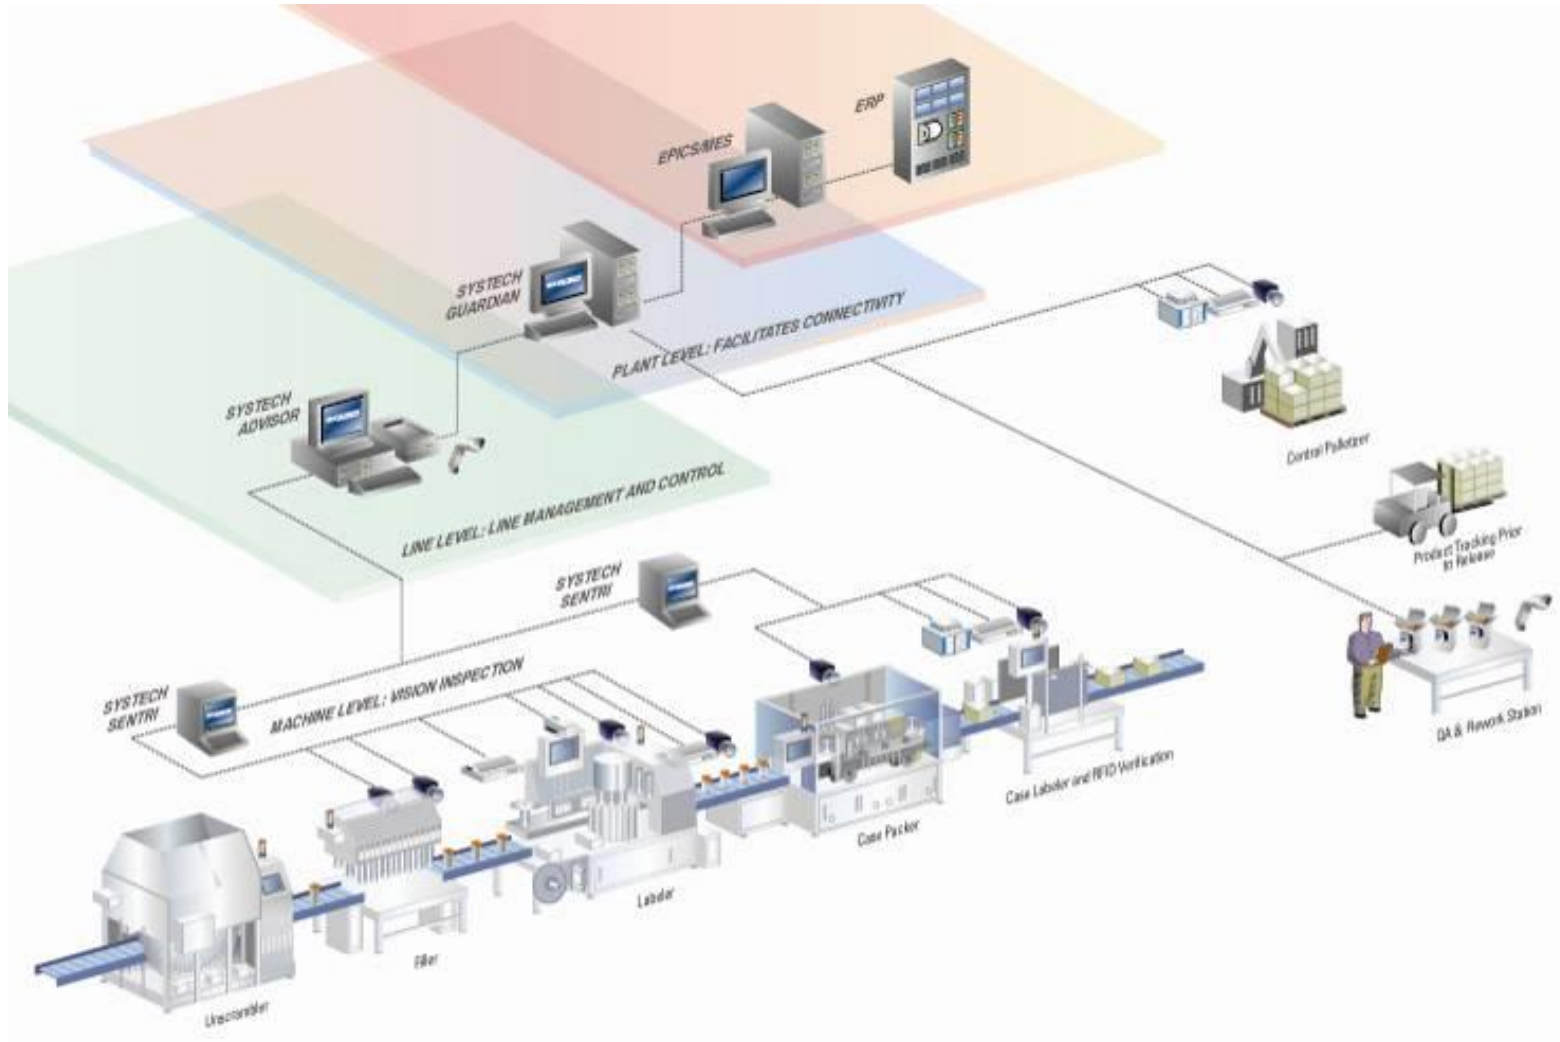 ERP
EPICS/MES
SYSTECH
GUARDIAN
PLANT LEVEL: FACILITATES CONNECTIVITY
SYSTECH
ADVISOR
LINE LEVEL: LINE MANAGEMENT AND CONTROL
Central Palletizer
Product Tracking Prior
to Release
SYSTECH
SENTRI
SYSTECH
SENTRI
MACHINE LEVEL: VISION INSPECTION
QA & Rework Station
Case Labeler and RFID Verification
Case Packer
Labeler
Filler
Unscrambler